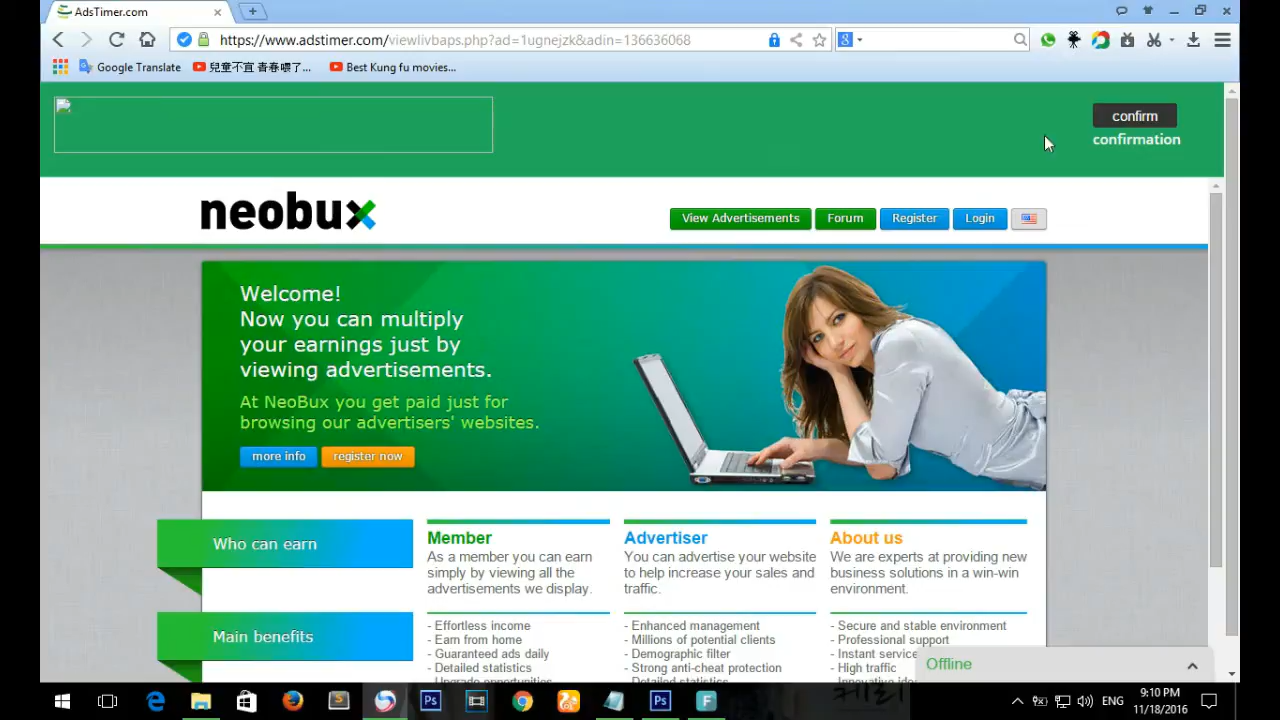 AdsTimer.com
https://www.adstimer.com/viewlivbaps.php?ad=1ugnejzk&adin=136636068
Google Translate
兒童不宜 青春喂了...
Best Kung fu movies...
confirm
confirmation
neobux
View Advertisements
Forum
Register
Login
Welcome!
Now you can multiply
your earnings just by
viewing advertisements.
At NeoBux you get paid just for
browsing our advertisers' websites.
more info
register now
Who can earn
Member
As a member you can earn
simply by viewing all the
advertisements we display.
Advertiser
You can advertise your website
to help increase your sales and
traffic.
About us
We are experts at providing new
business solutions in a win-win
environment.
Main benefits
- Effortless income
- Earn from home
- Guaranteed ads daily
- Detailed statistics
- Upgrade opportunities
- Enhanced management
- Millions of potential clients
- Demographic filter
- Strong anti-cheat protection
- Detailed statistics
- Secure and stable environment
- Professional support
- Instant service
- High traffic
- Innovative
Offline
ENG
9:10 PM
11/18/2016